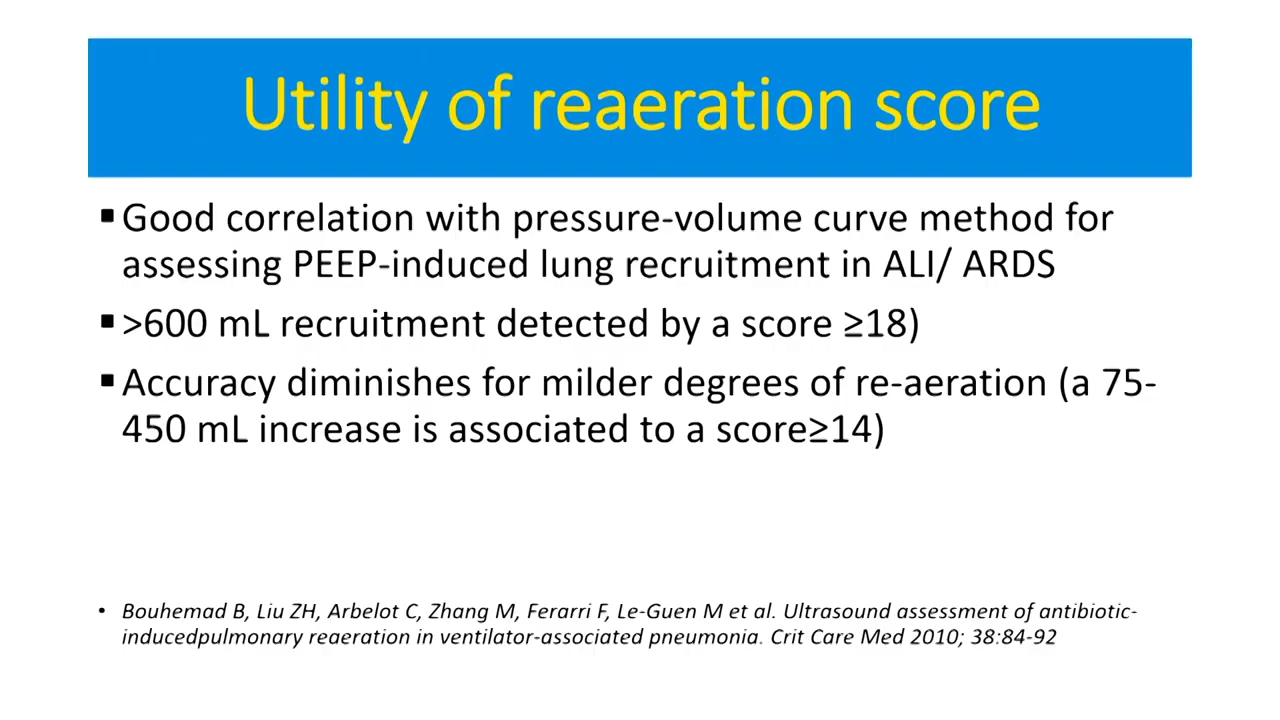 Utility of reaeration score
▪Good correlation with pressure-volume curve method for
assessing PEEP-induced lung recruitment in ALI/ ARDS
▪>600 mL recruitment detected by a score ≥18)
▪Accuracy diminishes for milder degrees of re-aeration (a 75-
450 mL increase is associated to a score≥14)
• Bouhemad B, Liu ZH, Arbelot C, Zhang M, Ferarri F, Le-Guen M et al. Ultrasound assessment of antibiotic-
inducedpulmonary reaeration in ventilator-associated pneumonia. Crit Care Med 2010; 38:84-92